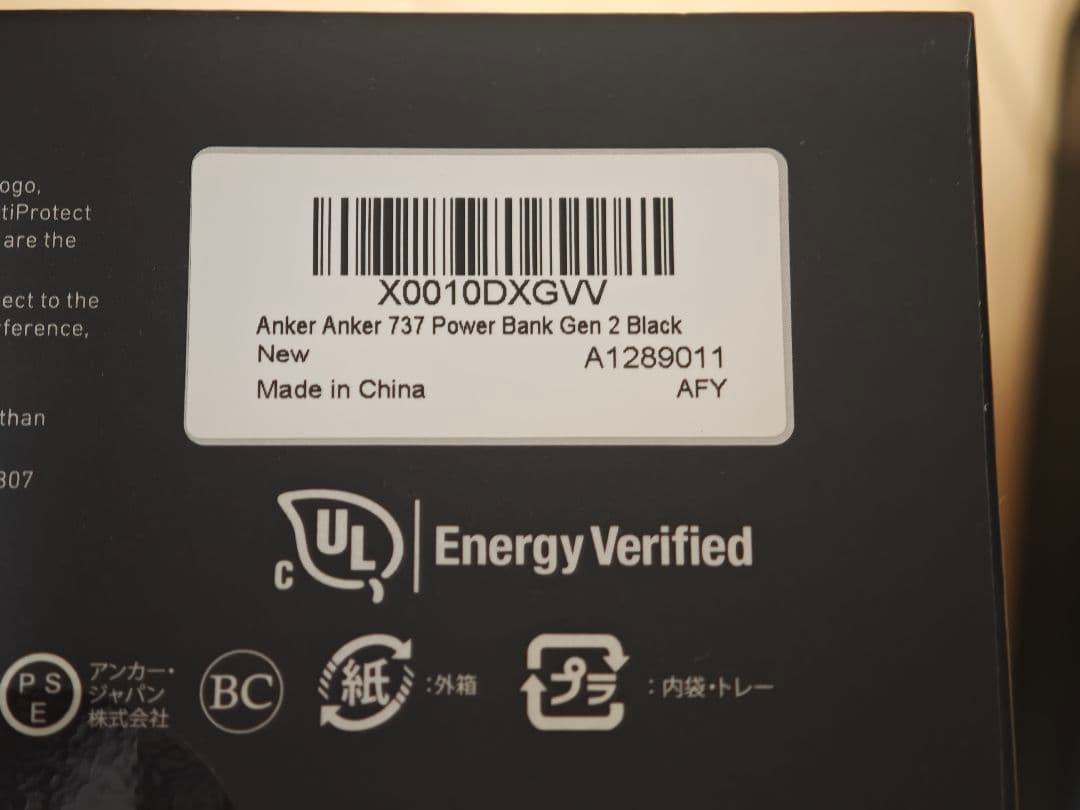 ogo,
tiProtect
are the
ect to the
ference,
than
307
X0010DXGVV
Anker Anker 737 Power Bank Gen 2 Black
New
A1289011
Made in China
AFY
c UL
Energy Verified
PS
E
アンカー・
ジャパン
株式会社
BC
紙
:外箱
プラ
:内袋・トレー